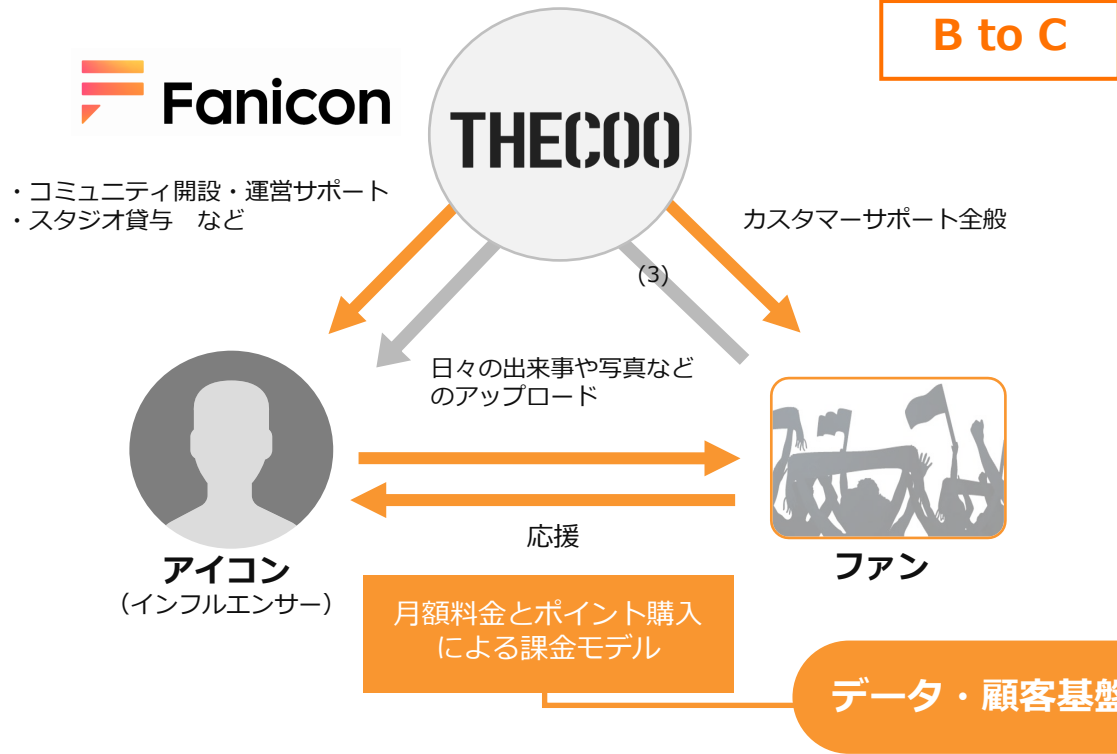 B to C
Fanicon
THECOO
・コミュニティ開設・運営サポート
・スタジオ貸与　など
カスタマーサポート全般
(3)
日々の出来事や写真など
のアップロード
応援
アイコン
（インフルエンサー）
ファン
月額料金とポイント購入
による課金モデル
データ・顧客基盤